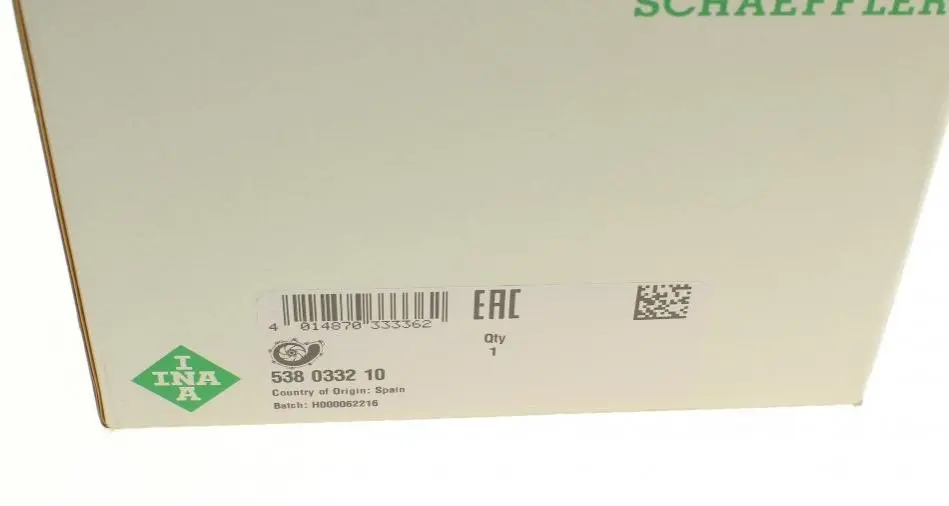 SCHAEFFLER
4 014870 333362
EAC
Qty
1
538 0332 10
Country of Origin: Spain
Batch: H000062216
I
INA
A